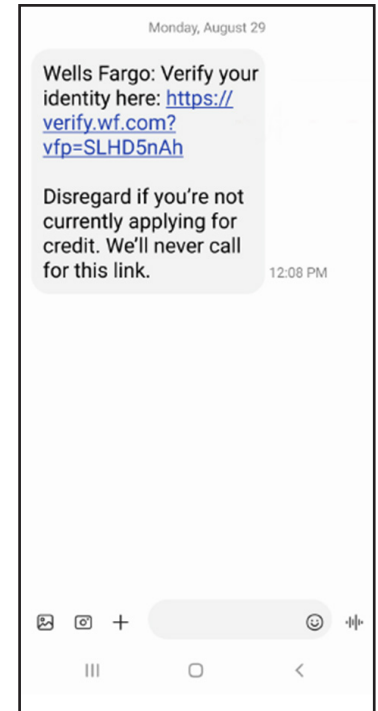 Monday, August 29
Wells Fargo: Verify your
identity here: https://
verify.wf.com?
vfp=SLHD5nAh
Disregard if you're not
currently applying for
credit. We'll never call
for this link.
12:08 PM